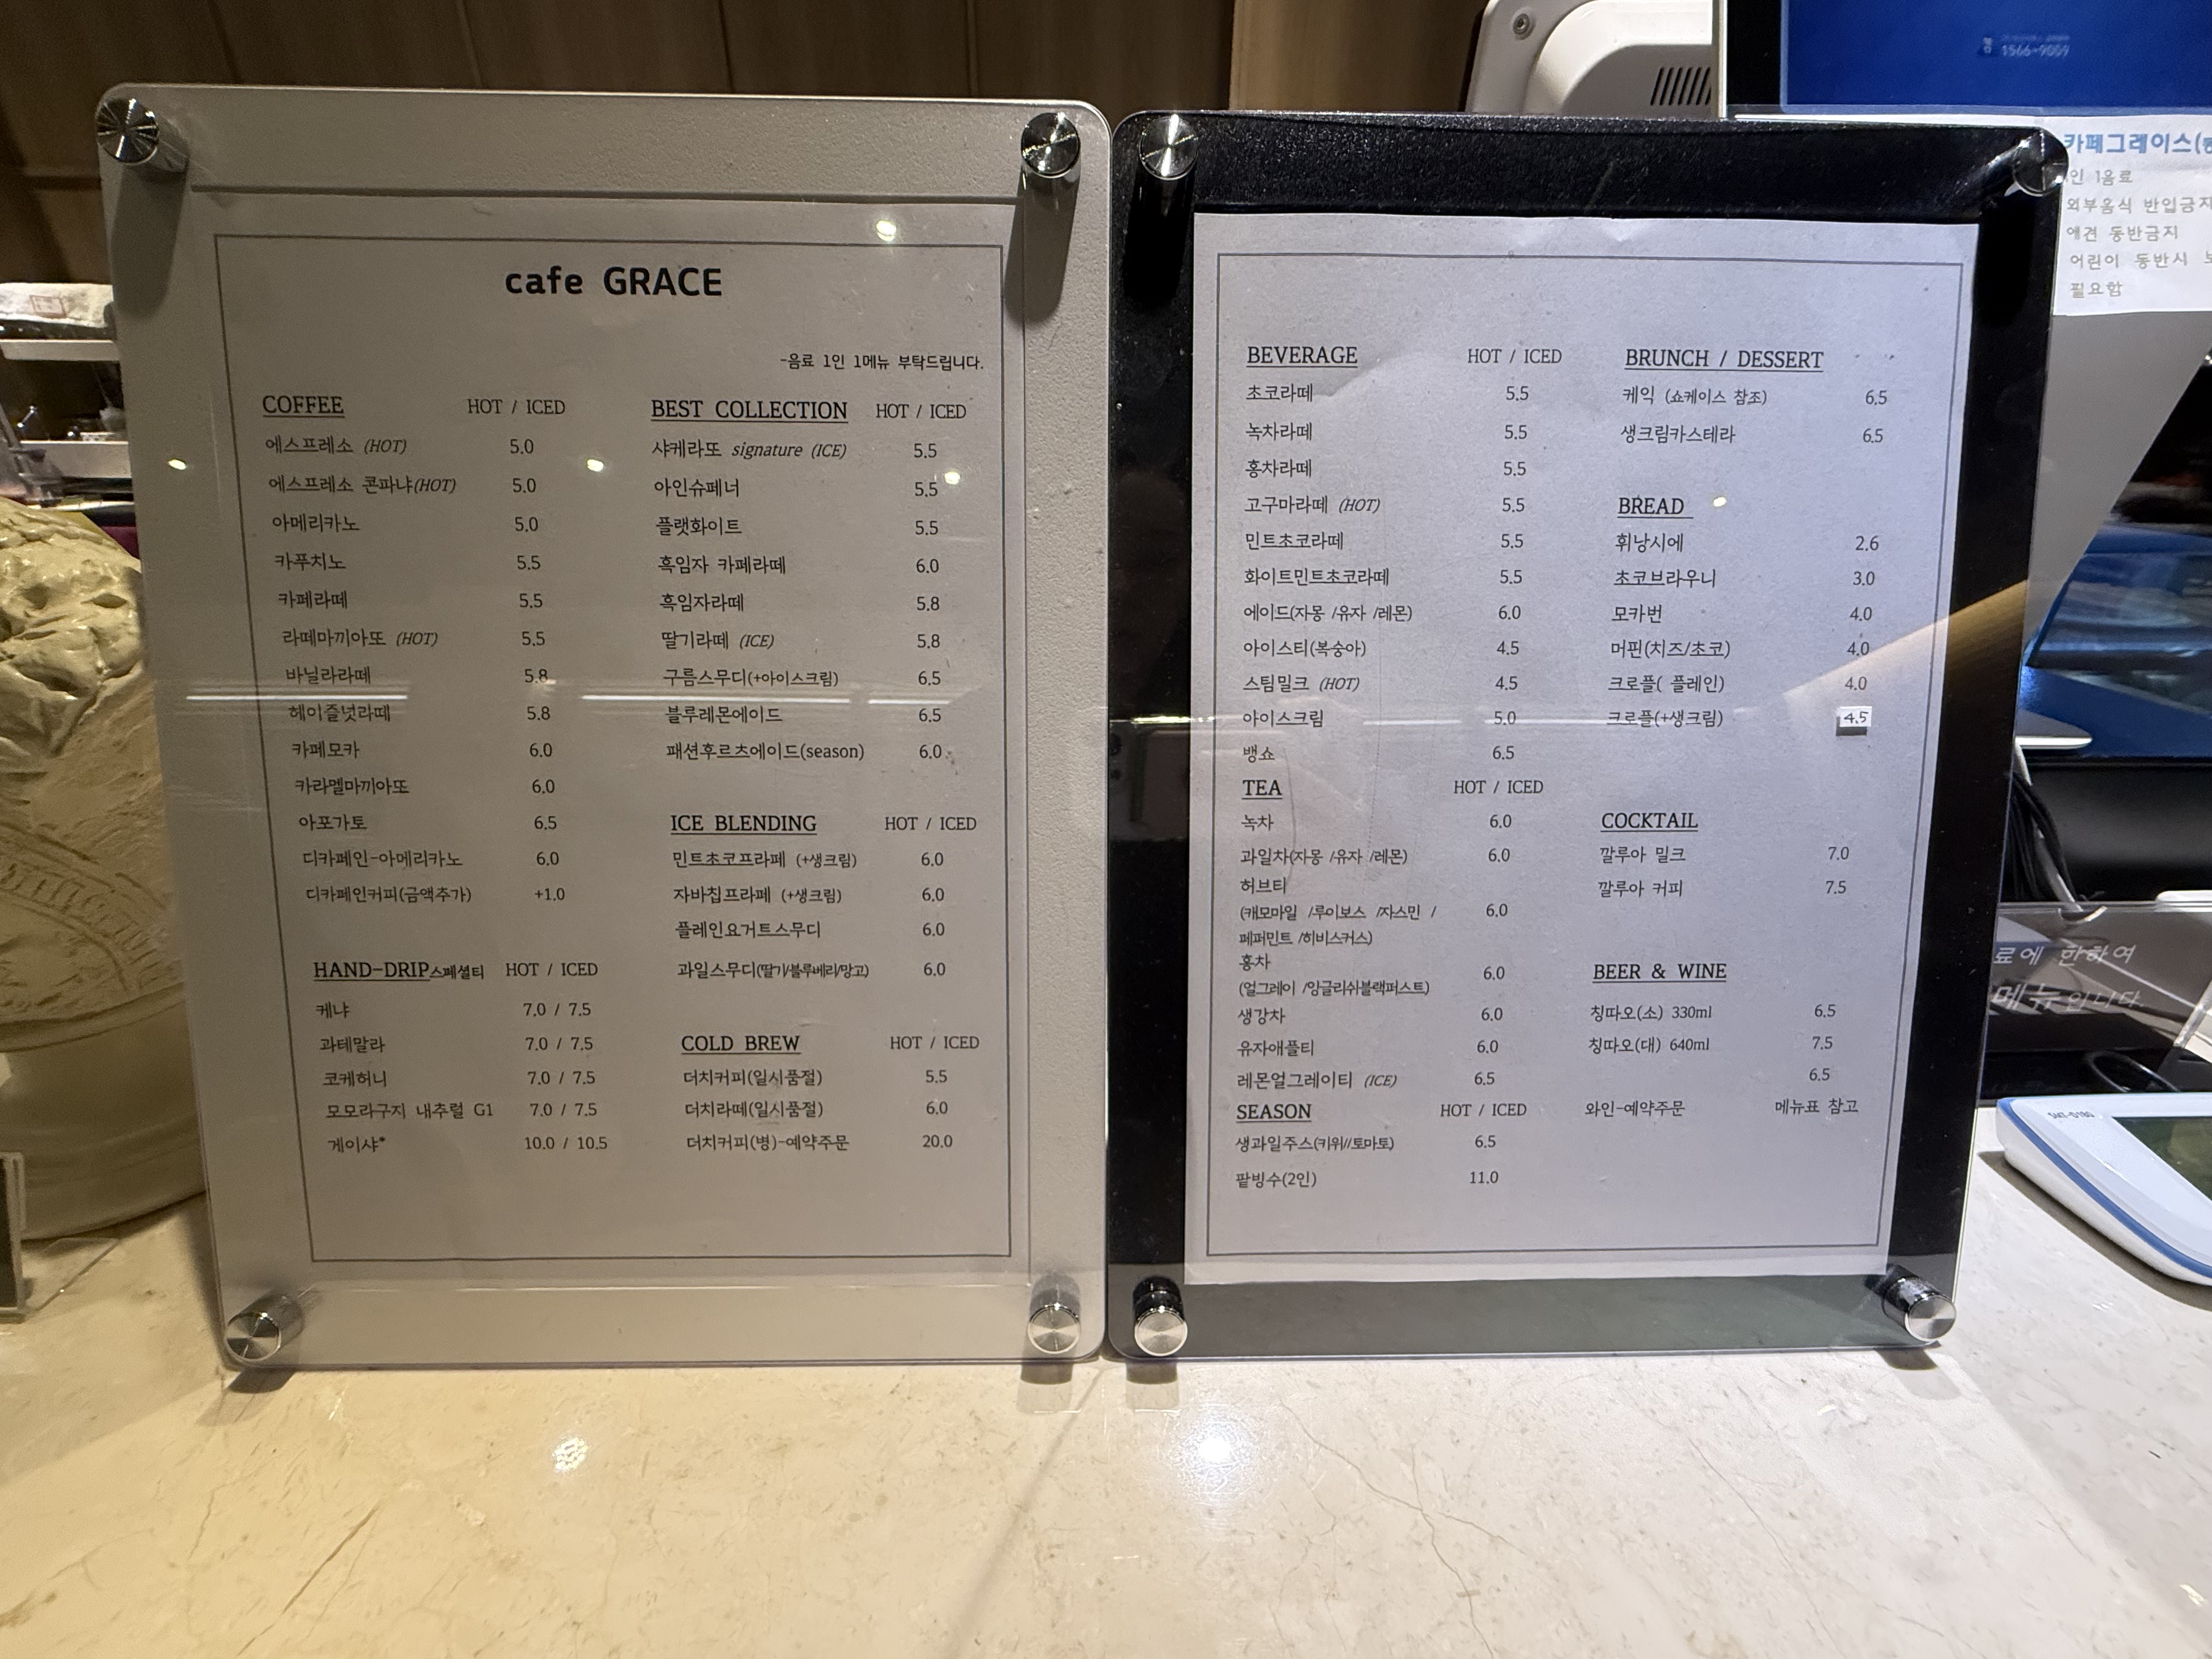 cafe GRACE
-음료 1인 1메뉴 부탁드립니다.
COFFEE HOT / ICED
에스프레소 (HOT) 5.0
에스프레소 콘파냐(HOT) 5.0
아메리카노 5.0
카푸치노 5.5
카페라떼 5.5
라떼마끼아또 (HOT) 5.5
바닐라라떼 5.8
헤이즐넛라떼 5.8
카페모카 6.0
카라멜마끼아또 6.0
아포가토 6.5
디카페인-아메리카노 6.0
디카페인커피(금액추가) +1.0
HAND-DRIP스페셜티 HOT / ICED
케냐 7.0 / 7.5
과테말라 7.0 / 7.5
코케허니 7.0 / 7.5
모모라구지 내추럴 G1 7.0 / 7.5
게이샤* 10.0 / 10.5
BEST COLLECTION HOT / ICED
샤케라또 signature (ICE) 5.5
아인슈페너 5.5
플랫화이트 5.5
흑임자 카페라떼 6.0
흑임자라떼 5.8
딸기라떼 (ICE) 5.8
구름스무디(+아이스크림) 6.5
블루레몬에이드 6.5
패션후르츠에이드(season) 6.0
ICE BLENDING HOT / ICED
민트초코프라페 (+생크림) 6.0
자바칩프라페 (+생크림) 6.0
플레인요거트스무디 6.0
과일스무디(딸기/블루베리/망고) 6.0
COLD BREW HOT / ICED
더치커피(일시품절) 5.5
더치라떼(일시품절) 6.0
더치커피(병)-예약주문 20.0
BEVERAGE HOT / ICED
초코라떼 5.5
녹차라떼 5.5
홍차라떼 5.5
고구마라떼 (HOT) 5.5
민트초코라떼 5.5
화이트민트초코라떼 5.5
에이드(자몽 /유자 /레몬) 6.0
아이스티(복숭아) 4.5
스팀밀크 (HOT) 4.5
아이스크림 5.0
뱅쇼 6.5
TEA HOT / ICED
녹차 6.0
과일차(자몽 /유자 /레몬) 6.0
허브티
(캐모마일 /루이보스 /자스민 / 6.0
페퍼민트 /히비스커스)
홍차
(얼그레이 /잉글리쉬블랙퍼스트) 6.0
생강차 6.0
유자애플티 6.0
레몬얼그레이티 (ICE) 6.5
SEASON HOT / ICED
생과일주스(키위//토마토) 6.5
팥빙수(2인) 11.0
BRUNCH / DESSERT
케익 (쇼케이스 참조) 6.5
생크림카스테라 6.5
BREAD
휘낭시에 2.6
초코브라우니 3.0
모카번 4.0
머핀(치즈/초코) 4.0
크로플( 플레인) 4.0
크로플(+생크림) 4.5
COCKTAIL
깔루아 밀크 7.0
깔루아 커피 7.5
BEER & WINE
칭따오(소) 330ml 6.5
칭따오(대) 640ml 7.5
6.5
와인-예약주문 메뉴표 참고
1566-9009
카페그레이스(
인 1음료
외부음식 반입금지
애견 동반금지
어린이 동반시
필요함
료에 한하여
메뉴입니다.